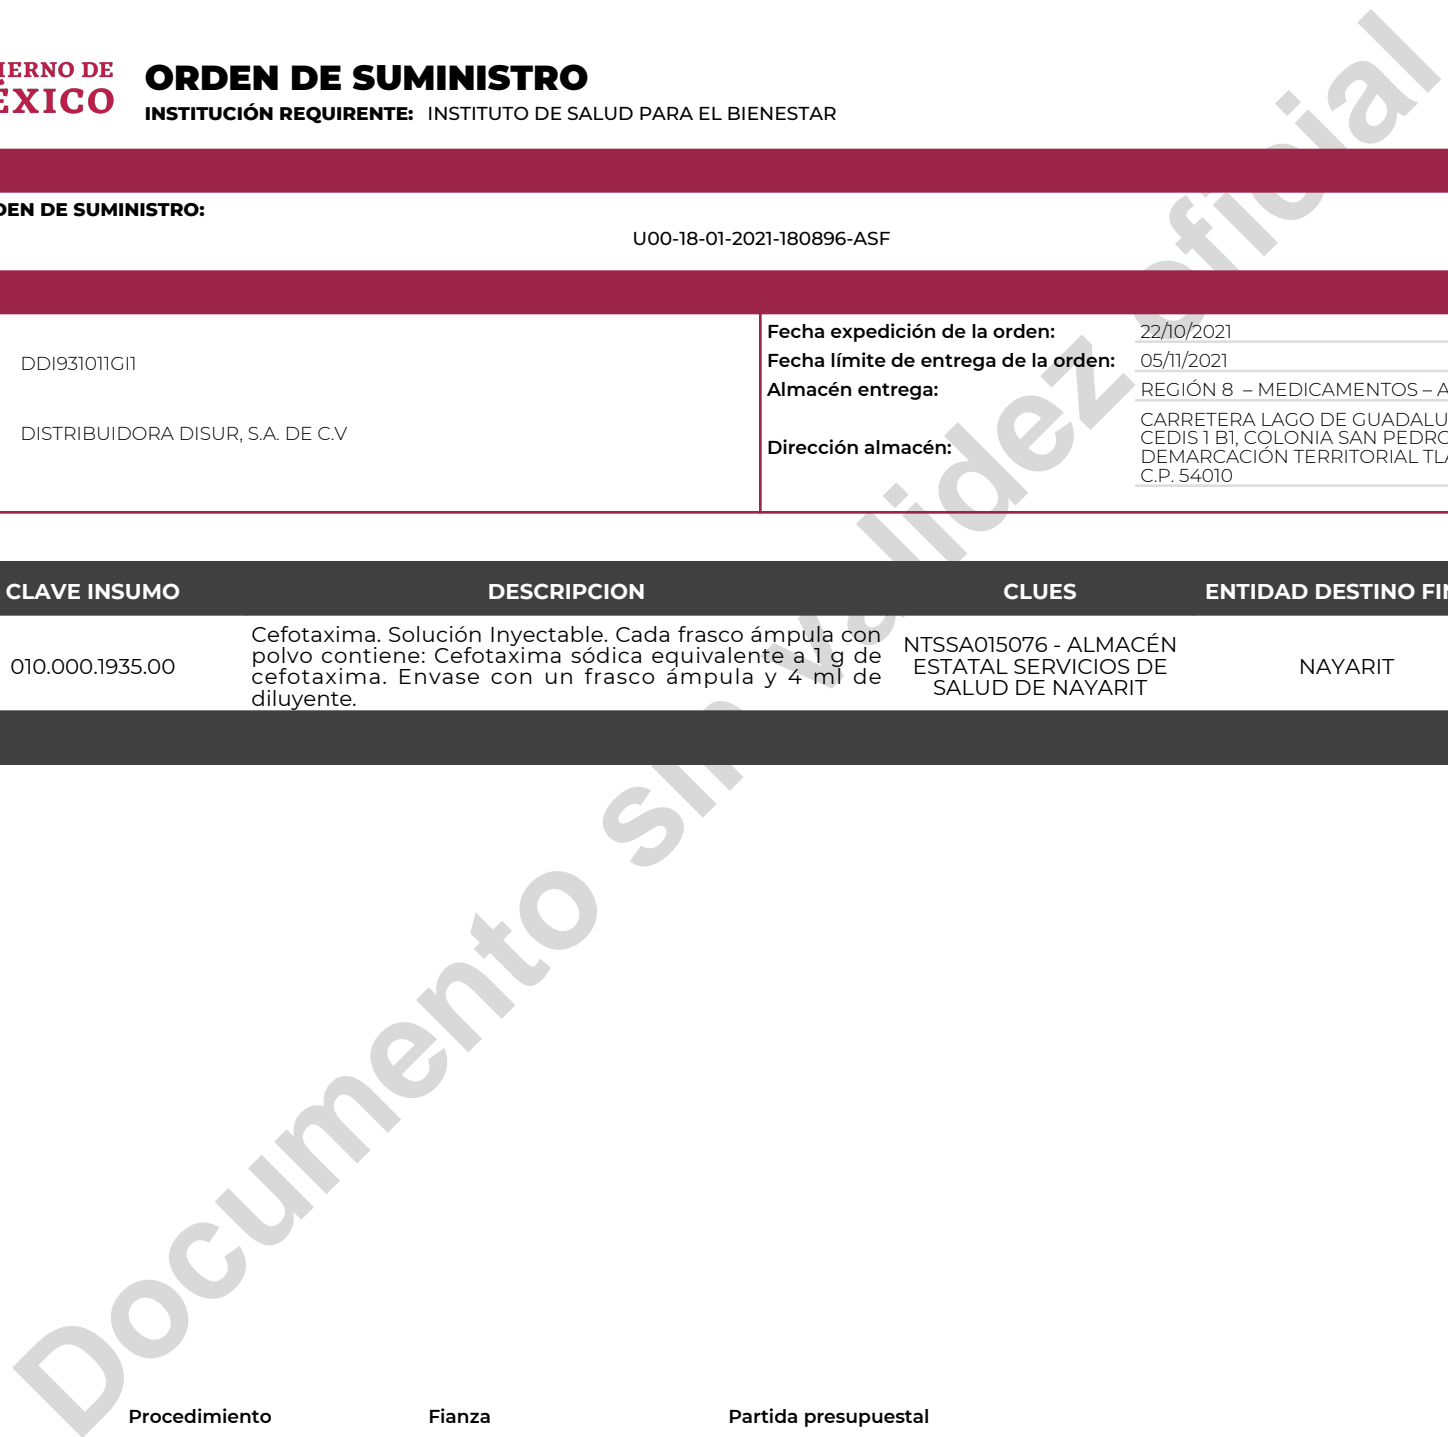 IERNO DE
ÉXICO
ORDEN DE SUMINISTRO
INSTITUCIÓN REQUIRENTE: INSTITUTO DE SALUD PARA EL BIENESTAR
DEN DE SUMINISTRO:
U00-18-01-2021-180896-ASF
DDI931011GI1
DISTRIBUIDORA DISUR, S.A. DE C.V
Fecha expedición de la orden: 22/10/2021
Fecha límite de entrega de la orden: 05/11/2021
Almacén entrega: REGIÓN 8 – MEDICAMENTOS – A
Dirección almacén:
CARRETERA LAGO DE GUADALU
CEDIS 1 B1, COLONIA SAN PEDRO
DEMARCACIÓN TERRITORIAL TLA
C.P. 54010
CLAVE INSUMO DESCRIPCION CLUES ENTIDAD DESTINO FIN
010.000.1935.00
Cefotaxima. Solución Inyectable. Cada frasco ámpula con
polvo contiene: Cefotaxima sódica equivalente a 1 g de
cefotaxima. Envase con un frasco ámpula y 4 ml de
diluyente.
NTSSA015076 - ALMACÉN
ESTATAL SERVICIOS DE
SALUD DE NAYARIT
NAYARIT
Documento sin validez oficial
Procedimiento Fianza Partida presupuestal